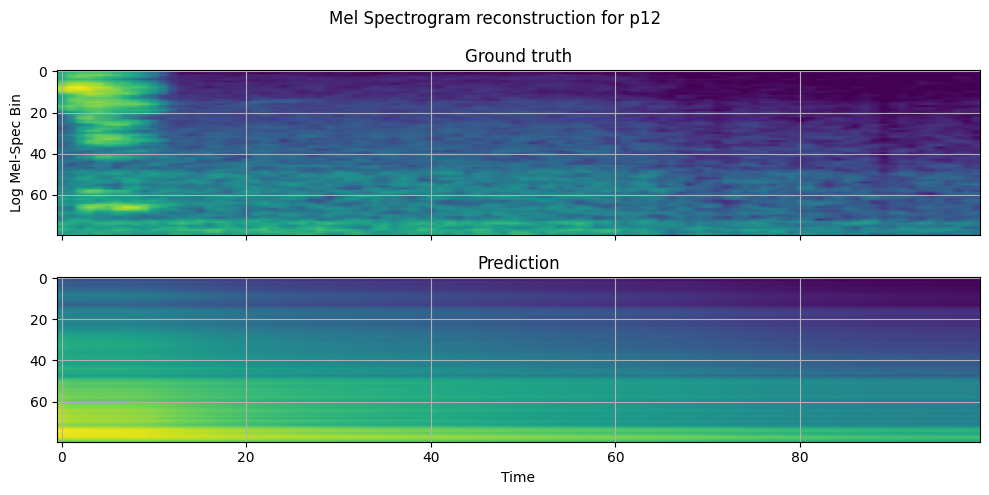 Mel Spectrogram reconstruction for p12
Ground truth
0
20
40
60
Log Mel-Spec Bin
Prediction
0
20
40
60
0 20 40 60 80
Time